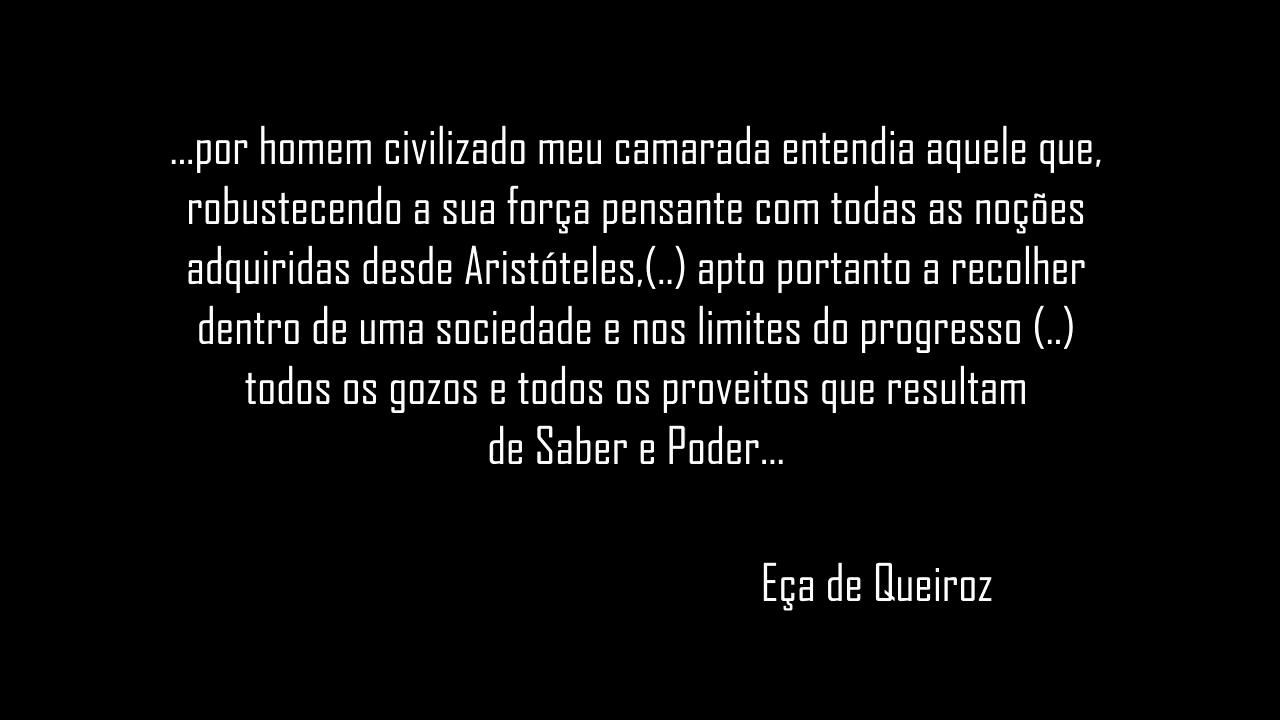 ...por homem civilizado meu camarada entendia aquele que,
robustecendo a sua força pensante com todas as noções
adquiridas desde Aristóteles,(..) apto portanto a recolher
dentro de uma sociedade e nos limites do progresso (..)
todos os gozos e todos os proveitos que resultam
de Saber e Poder...
Eça de Queiroz